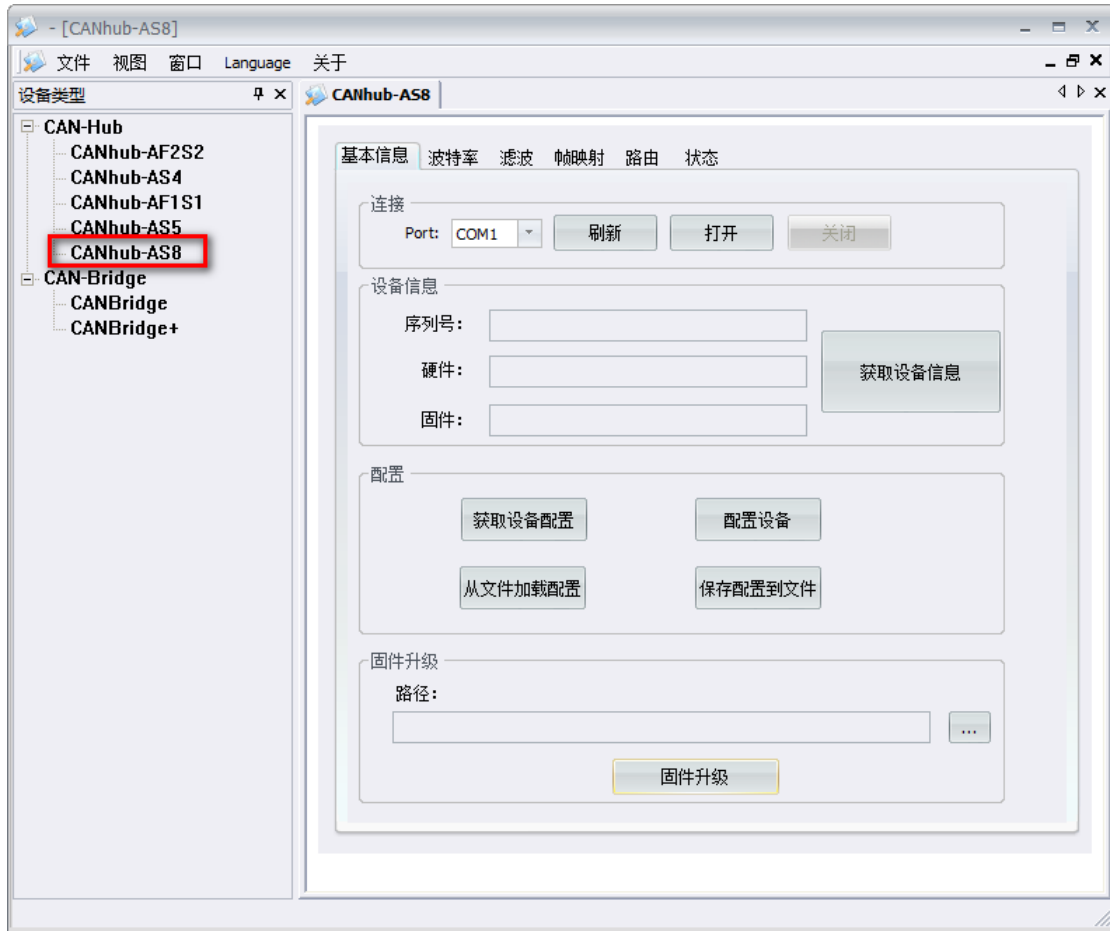 - [CANhub-AS8]
文件 视图 窗口 Language 关于
设备类型
CANhub-AS8
CAN-Hub
CANhub-AF2S2
CANhub-AS4
CANhub-AF1S1
CANhub-AS5
CANhub-AS8
CAN-Bridge
CANBridge
CANBridge+
基本信息 波特率 滤波 帧映射 路由 状态
连接
Port: COM1 刷新 打开 关闭
设备信息
序列号:
硬件:
获取设备信息
固件:
配置
获取设备配置 配置设备
从文件加载配置 保存配置到文件
固件升级
路径:
...
固件升级